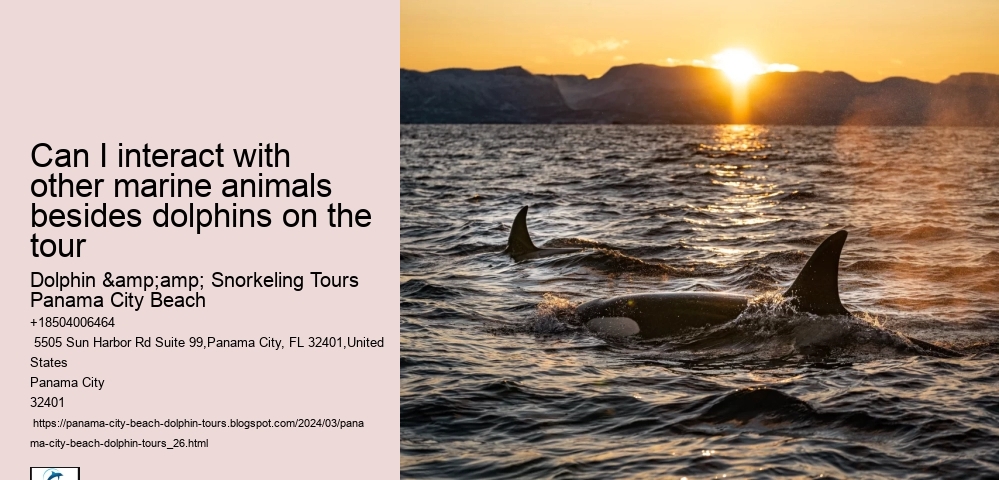 Can I interact with
other marine animals
besides dolphins on the
tour
Dolphin &amp;amp; Snorkeling Tours
Panama City Beach
+18504006464
5505 Sun Harbor Rd Suite 99,Panama City, FL 32401,United
States
Panama City
32401
https://panama-city-beach-dolphin-tours.blogspot.com/2024/03/pana
ma-city-beach-dolphin-tours_26.html